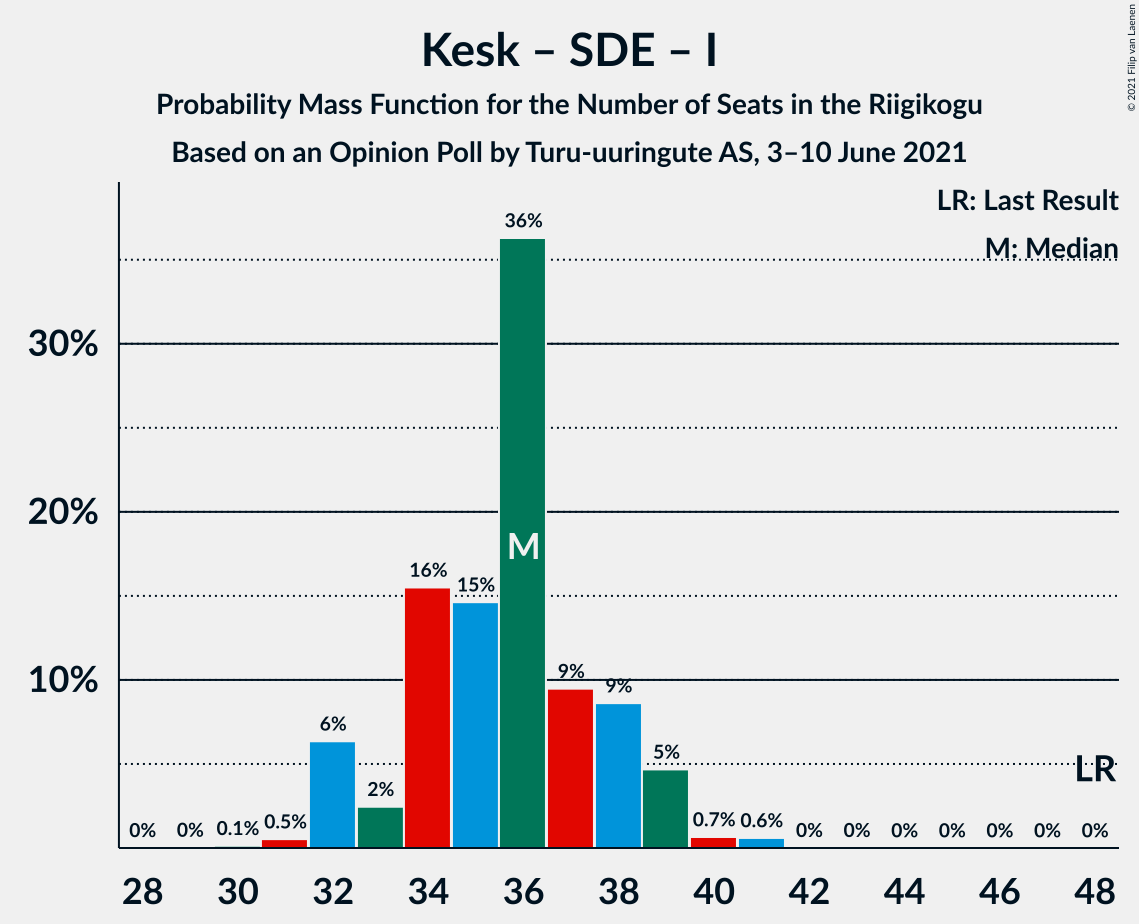 Kesk – SDE – I
Probability Mass Function for the Number of Seats in the Riigikogu
Based on an Opinion Poll by Turu-uuringute AS, 3–10 June 2021
© 2021 Filip van Laenen
LR: Last Result
M: Median
30%
20%
10%
0% 0% 0.1% 0.5% 6% 2% 16% 15% 36% 9% 9% 5% 0.7% 0.6% 0% 0% 0% 0% 0% 0% 0%
M
LR
28 30 32 34 36 38 40 42 44 46 48